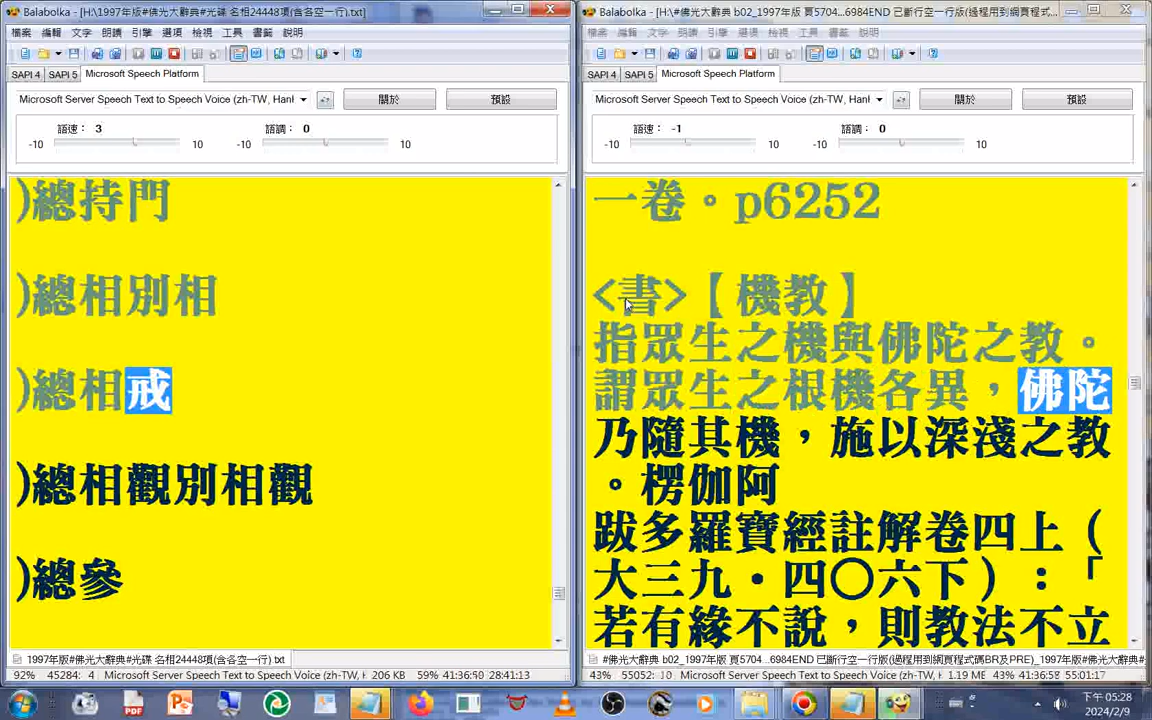 Balabolka - [H:\1997年版#佛光大辭典#光碟 名相24448項(含各空一行).txt]
檔案 編輯 文字 朗讀 引擎 選項 檢視 工具 書籤 說明
SAPI 4 SAPI 5 Microsoft Speech Platform
Microsoft Server Speech Text to Speech Voice (zh-TW, Han
關於 預設
語速： 3 語調： 0
-10 10 -10 10
)總持門
)總相別相
)總相戒
)總相觀別相觀
)總參
1997年版#佛光大辭典#光碟 名相24448項(含各空一行).txt
92% 45284: 4 Microsoft Server Speech Text to Speech Voice (zh-TW, 206 KB 59% 41:36:90 28:41:13
Balabolka - [H:\#佛光大辭典 b02_1997年版 頁5704...6984END 已斷行空一行版(過程用到網頁程式...
檔案 編輯 文字 朗讀 引擎 選項 檢視 工具 書籤 說明
SAPI 4 SAPI 5 Microsoft Speech Platform
Microsoft Server Speech Text to Speech Voice (zh-TW, Han
關於 預設
語速： -1 語調： 0
-10 10 -10 10
一卷。p6252
<書>【機教】
指眾生之機與佛陀之教。
謂眾生之根機各異，佛陀
乃隨其機，施以深淺之教
。楞伽阿
跋多羅寶經註解卷四上（
大三九・四〇六下）：「
若有緣不說，則教法不立
#佛光大辭典 b02_1997年版 頁5704...6984END 已斷行空一行版(過程用到網頁程式碼BR及PRE)_1997年版#
43% 55052: 10 Microsoft Server Speech Text to Speech Voice (zh-TW, 1.19 MB 43% 41:36:90 55:01:17
下午 05:28
2024/2/9